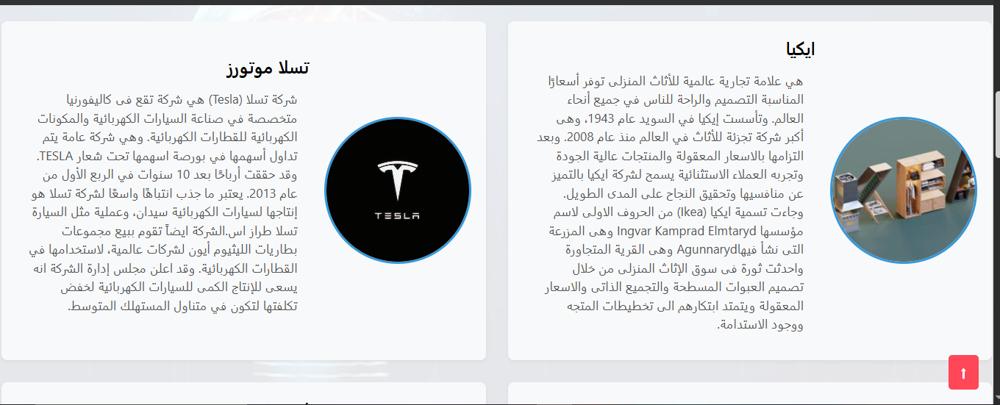 ايكيا
هي علامة تجارية عالمية للأثاث المنزلى توفر أسعارًا
المناسبة التصميم والراحة للناس في جميع أنحاء
العالم. وتأسست إيكيا في السويد عام 1943، وهى
أكبر شركة تجزئة للأثاث في العالم منذ عام 2008. وبعد
التزامها بالاسعار المعقولة والمنتجات عالية الجودة
وتجربه العملاء الاستثنائية يسمح لشركة ايكيا بالتميز
عن منافسيها وتحقيق النجاح على المدى الطويل.
وجاءت تسمية ايكيا (Ikea) من الحروف الاولى لاسم
مؤسسها Ingvar Kamprad Elmtaryd وهى المزرعة
التى نشأ فيهاAgunnaryd وهى القرية المتجاورة
واحدثت ثورة فى سوق الإثاث المنزلى من خلال
تصميم العبوات المسطحة والتجميع الذاتى والاسعار
المعقولة ويتمتد ابتكارهم الى تخطيطات المتجه
ووجود الاستدامة.
تسلا موتورز
شركة تسلا (Tesla) هي شركة تقع فى كاليفورنيا
متخصصة في صناعة السيارات الكهربائية والمكونات
الكهربائية للقطارات الكهربائية. وهي شركة عامة يتم
تداول أسهمها في بورصة اسهمها تحت شعار TESLA.
وقد حققت أرباحًا بعد 10 سنوات في الربع الأول من
عام 2013. يعتبر ما جذب انتباهًا واسعًا لشركة تسلا هو
إنتاجها لسيارات الكهربائية سيدان، وعملية مثل السيارة
تسلا طراز اس.الشركة ايضاً تقوم ببيع مجموعات
بطاريات الليثيوم أيون لشركات عالمية، لاستخدامها في
القطارات الكهربائية. وقد اعلن مجلس إدارة الشركة انه
يسعى للإنتاج الكمى للسيارات الكهربائية لخفض
تكلفتها لتكون في متناول المستهلك المتوسط.
TESLA